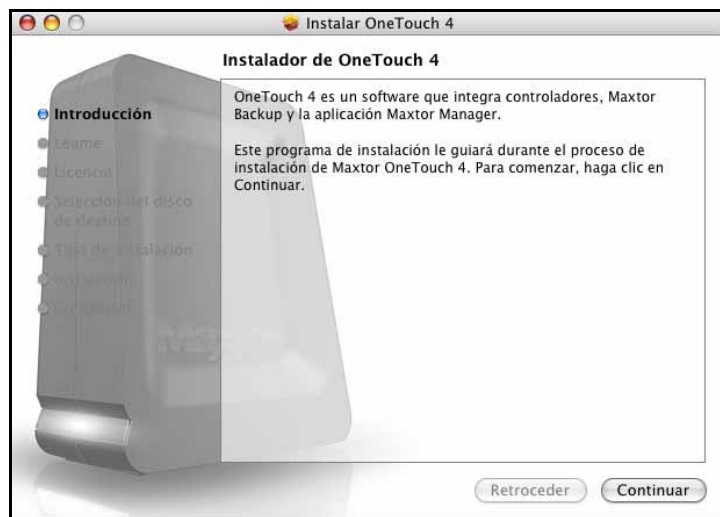 Instalar OneTouch 4
Instalador de OneTouch 4
Introducción
Léame
Licencia
Selección del disco
de destino
Tipo de instalación
OneTouch 4 es un software que integra controladores, Maxtor
Backup y la aplicación Maxtor Manager.
Este programa de instalación le guiará durante el proceso de
instalación de Maxtor OneTouch 4. Para comenzar, haga clic en
Continuar.
Retroceder
Continuar